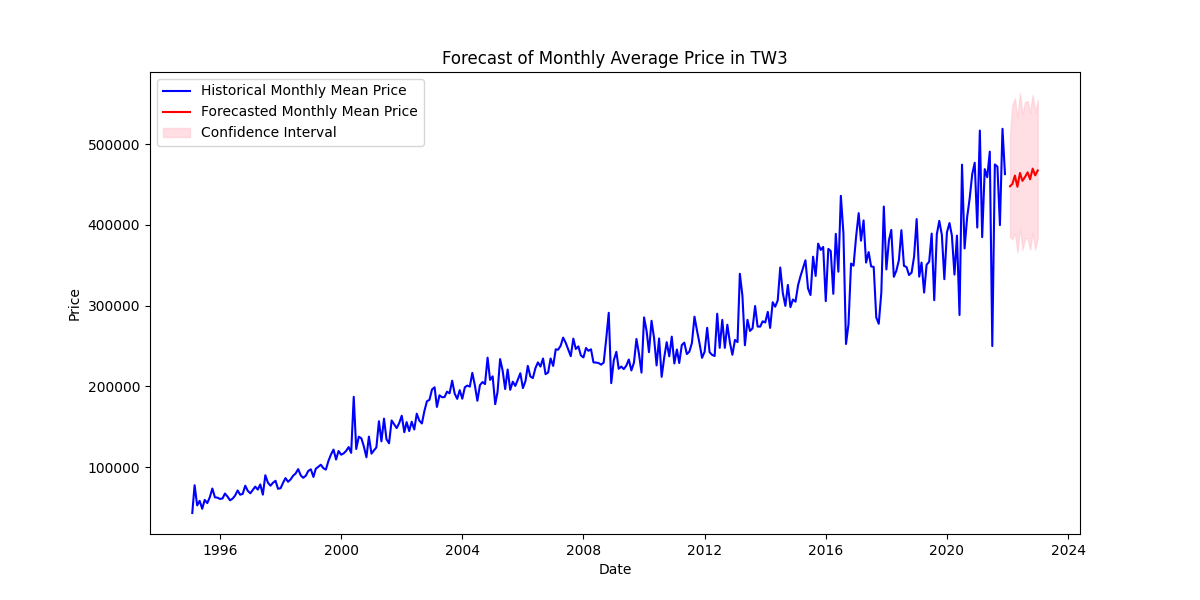 Forecast of Monthly Average Price in TW3
Historical Monthly Mean Price
Forecasted Monthly Mean Price
Confidence Interval
500000
400000
300000
200000
100000
Price
1996
2000
2004
2008
2012
2016
2020
2024
Date